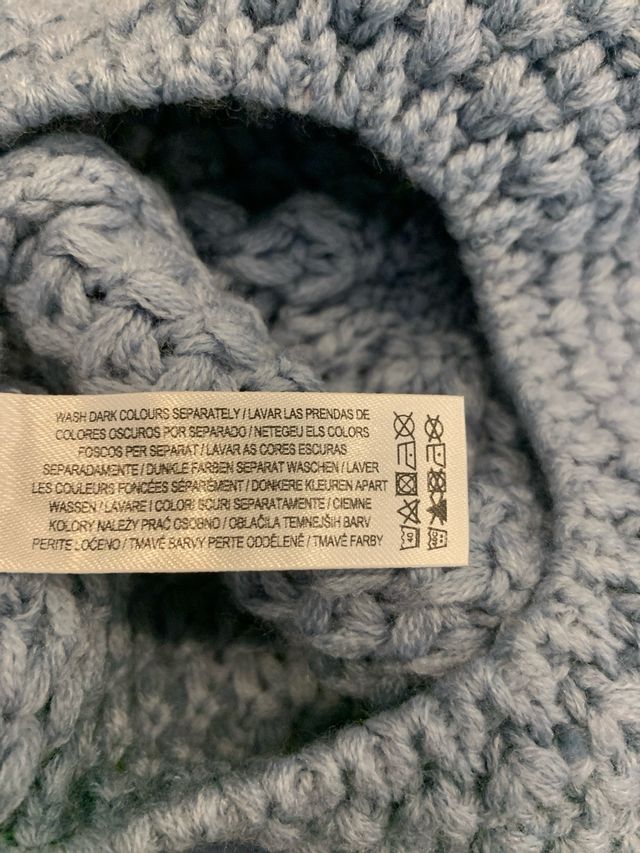 WASH DARK COLOURS SEPARATELY / LAVAR LAS PRENDAS DE
COLORES OSCUROS POR SEPARADO / NETEGEU ELS COLORS
FOSCOS PER SEPARAT / LAVAR AS CORES ESCURAS
SEPARADAMENTE / DUNKLE FARBEN SEPARAT WASCHEN / LAVER
LES COULEURS FONCÉES SÉPARÉMENT / DONKERE KLEUREN APART
WASSEN / LAVARE I COLORI SCURI SEPARATAMENTE / CIEMNE
KOLORY NALEŻY PRAĆ OSOBNO / OBLAČILA TEMNEJŠIH BARV
PERITE LOČENO / TMAVÉ BARVY PERTE ODDĚLENĚ / TMAVÉ FARBY